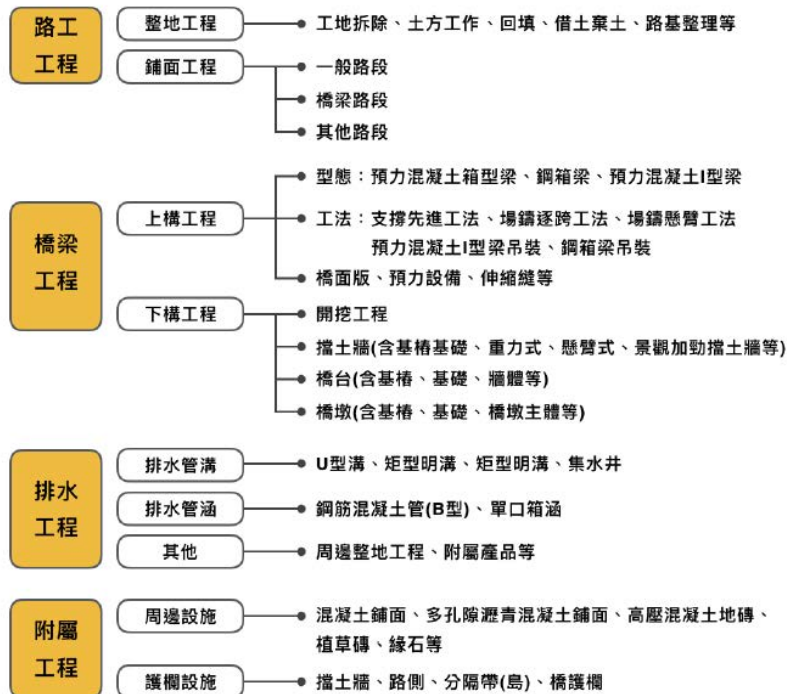 路工
工程
整地工程
工地拆除、土方工作、回填、借土棄土、路基整理等
鋪面工程
一般路段
橋梁路段
其他路段
橋梁
工程
上構工程
型態：預力混凝土箱型梁、鋼箱梁、預力混凝土I型梁
工法：支撐先進工法、場鑄逐跨工法、場鑄懸臂工法
預力混凝土I型梁吊裝、鋼箱梁吊裝
橋面版、預力設備、伸縮縫等
下構工程
開挖工程
擋土牆(含基樁基礎、重力式、懸臂式、景觀加勁擋土牆等)
橋台(含基樁、基礎、牆體等)
橋墩(含基樁、基礎、橋墩主體等)
排水
工程
排水管溝
U型溝、矩型明溝、矩型明溝、集水井
排水管涵
鋼筋混凝土管(B型)、單口箱涵
其他
周邊整地工程、附屬產品等
附屬
工程
周邊設施
混凝土鋪面、多孔隙瀝青混凝土鋪面、高壓混凝土地磚、
植草磚、緣石等
護欄設施
擋土牆、路側、分隔帶(島)、橋護欄